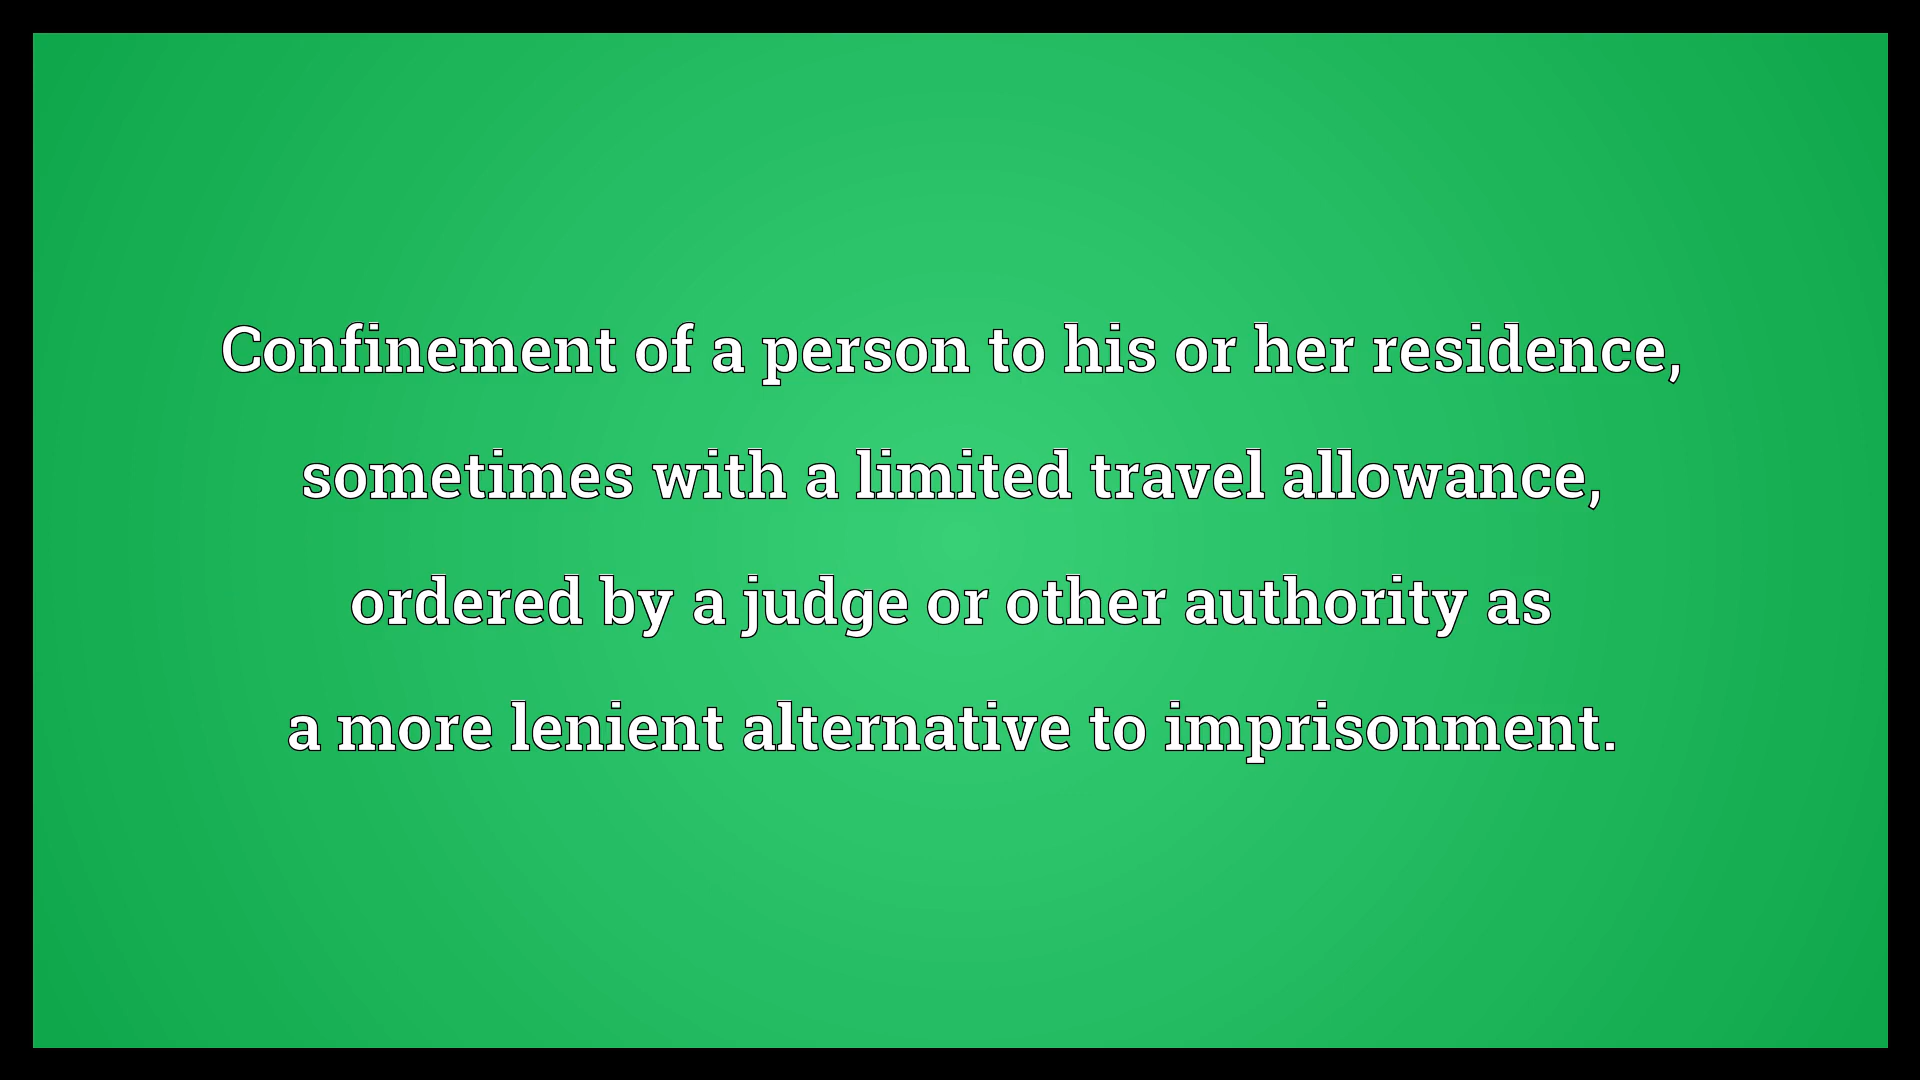 Confinement of a person to his or her residence,
sometimes with a limited travel allowance,
ordered by a judge or other authority as
a more lenient alternative to imprisonment.